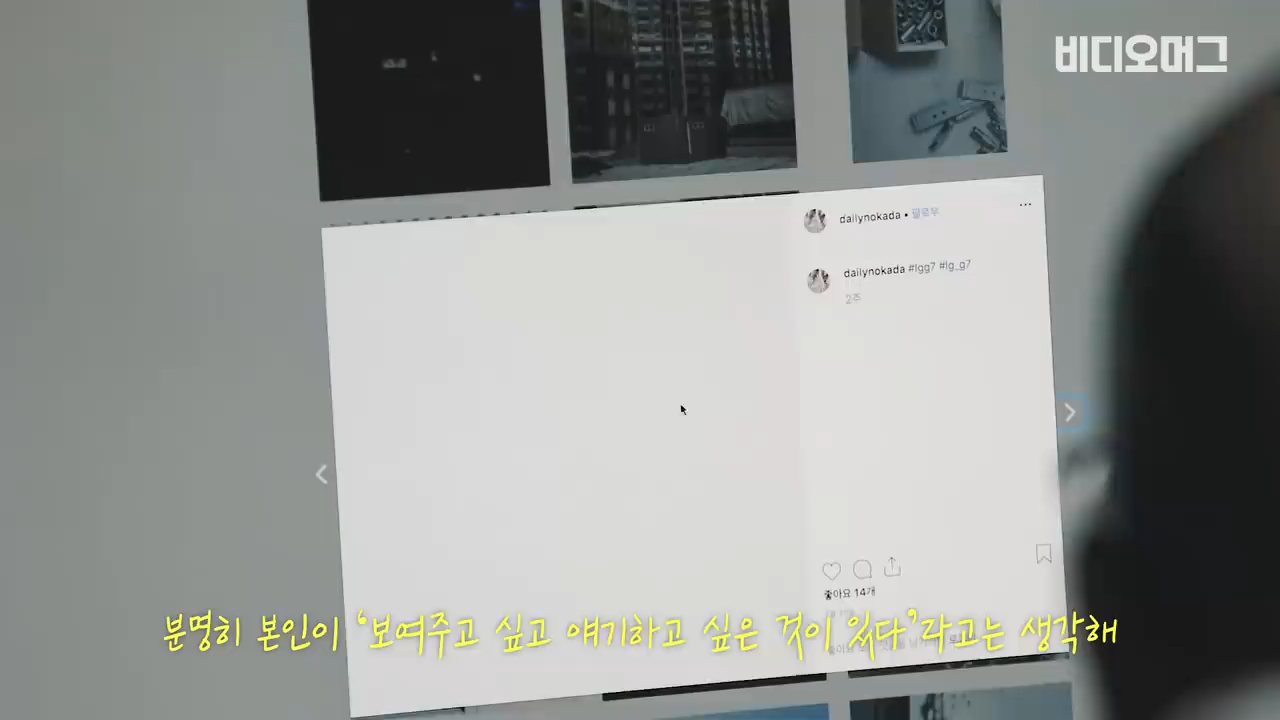 비디오머그
dailynokada • 팔로우
dailynokada #lgg7 #lg_g7
2주
좋아요 14개
분명히 본인이 '보여주고 싶고 얘기하고 싶은 것이 있다'라고는 생각해